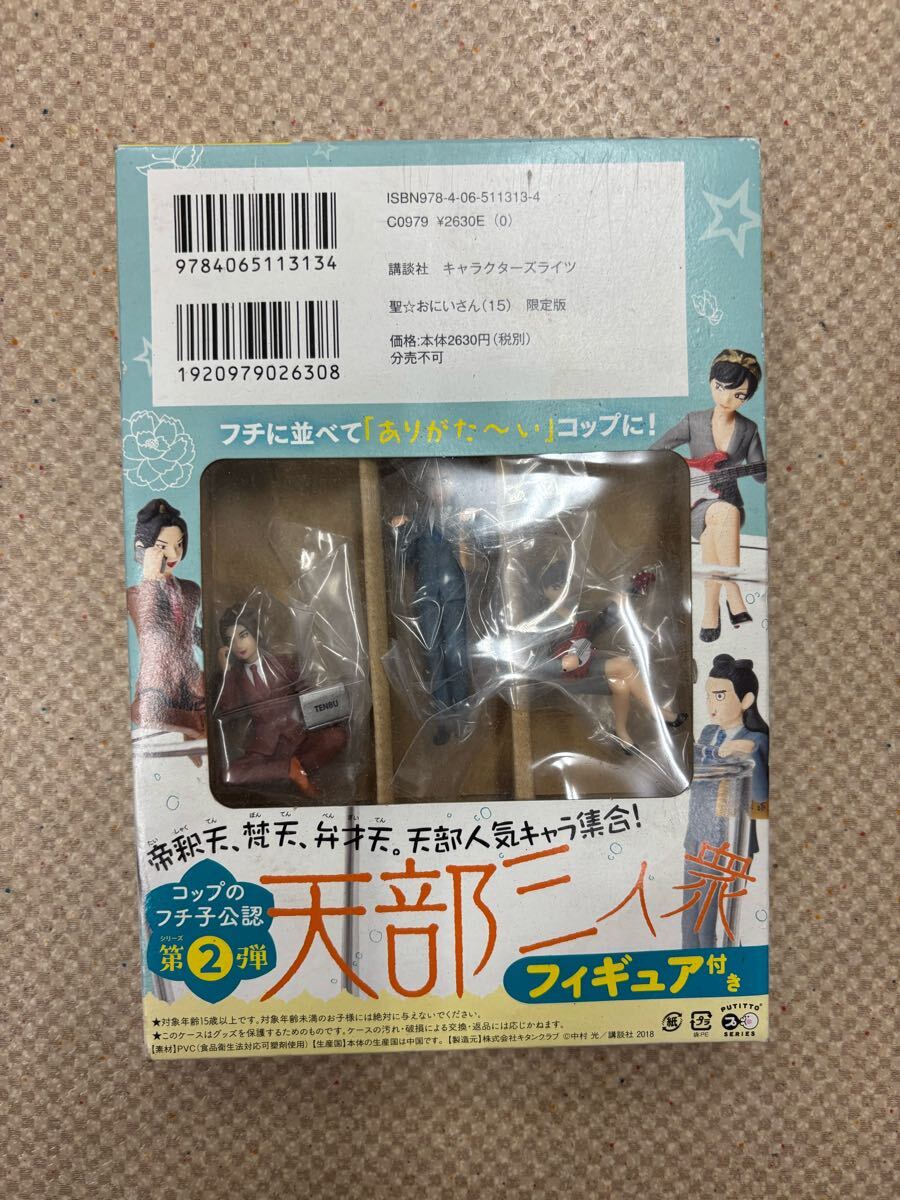 ISBN978-4-06-511313-4
C0979 ¥2630E (0)
9784065113134
講談社 キャラクターズライツ
聖☆おにいさん(15) 限定版
価格:本体2630円(税別)
分売不可
1920979026308
フチに並べて「ありがた〜い」コップに!
TENBU
たいしゃくてん ぼんてん べんざいてん
帝釈天、梵天、弁才天。天部人気キャラ集合!
コップの
フチ子公認
シリーズ
第2弾
天部三人衆
フィギュア付き
★対象年齢15歳以上です。対象年齢未満のお子様には絶対に与えないでください。
★このケースはグッズを保護するためのものです。ケースの汚れ・破損による交換・返品には応じかねます。
【素材】PVC(食品衛生法対応可塑剤使用)【生産国】本体の生産国は中国です。【製造元】株式会社キタンクラブ ©中村 光/講談社 2018
紙
プラ
袋:PE
PUTITTO
プ
SERIES